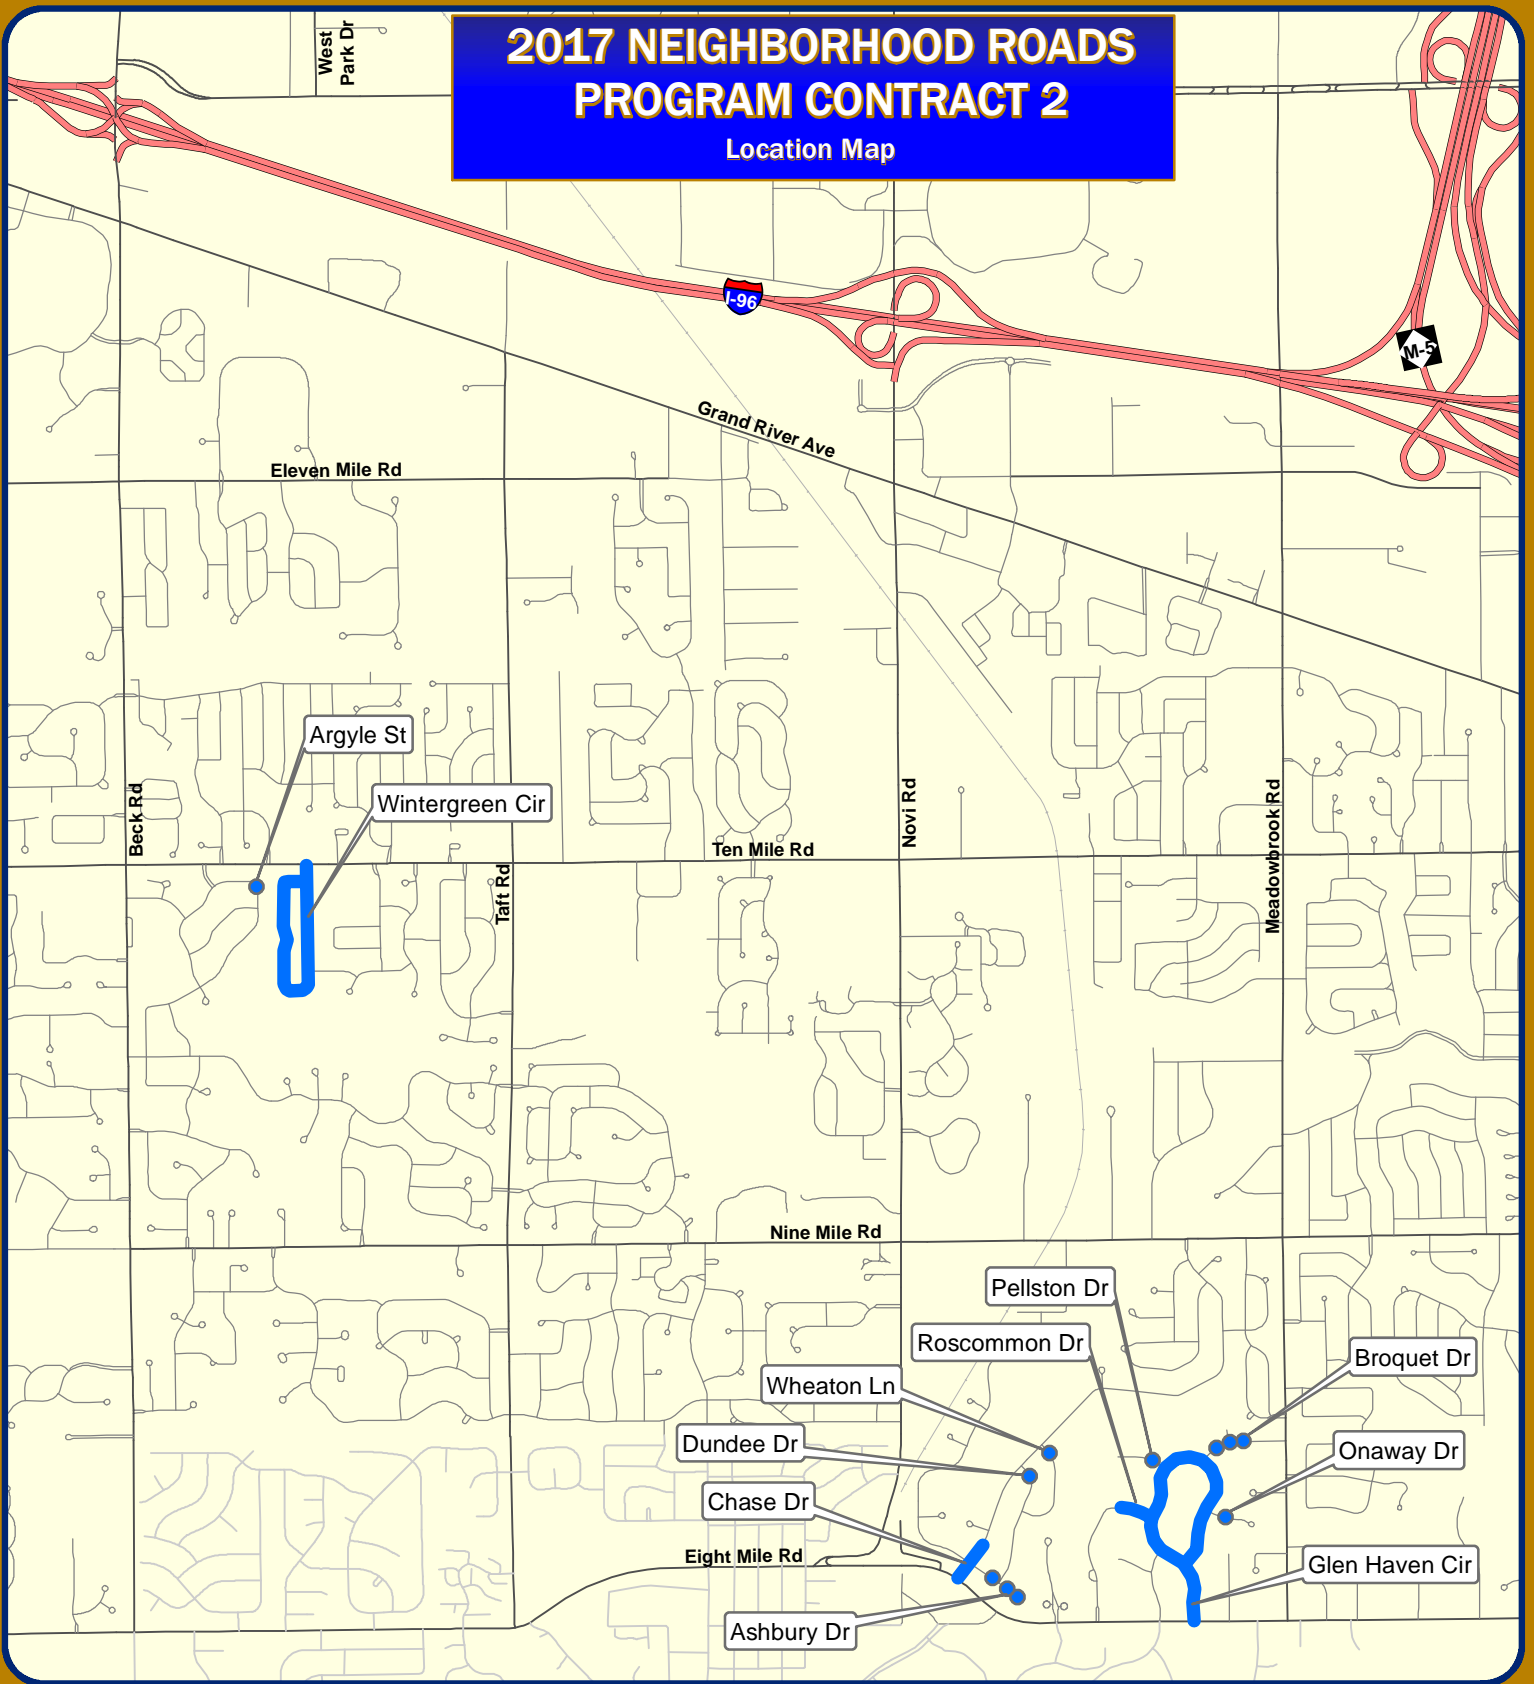 West
Park Dr
2017 NEIGHBORHOOD ROADS
PROGRAM CONTRACT 2
Location Map
I-96
M-5
Grand River Ave
Eleven Mile Rd
Argyle St
Wintergreen Cir
Beck Rd
Novi Rd
Meadowbrook Rd
Ten Mile Rd
Taft Rd
Nine Mile Rd
Pellston Dr
Roscommon Dr
Broquet Dr
Wheaton Ln
Dundee Dr
Onaway Dr
Chase Dr
Eight Mile Rd
Glen Haven Cir
Ashbury Dr